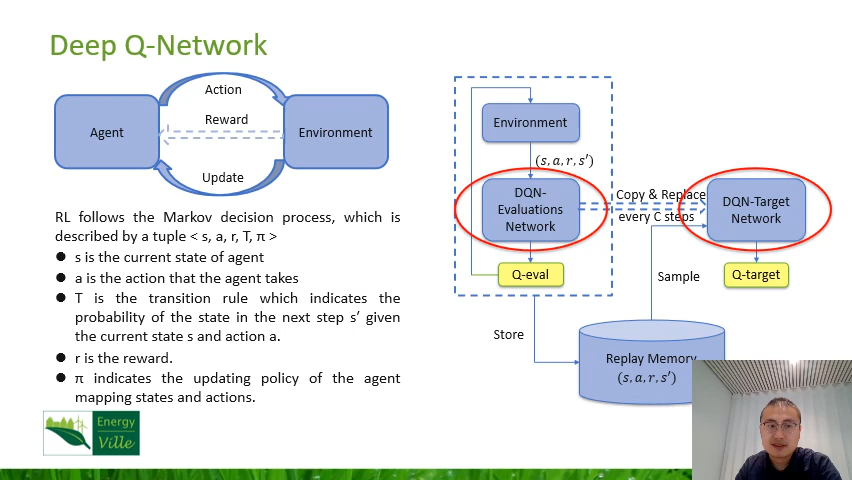 Deep Q-Network
Action
Agent
Reward
Environment
Update
RL follows the Markov decision process, which is
described by a tuple < s, a, r, T, π >
● s is the current state of agent
● a is the action that the agent takes
● T is the transition rule which indicates the
probability of the state in the next step s’ given
the current state s and action a.
● r is the reward.
● π indicates the updating policy of the agent
mapping states and actions.
Energy
Ville
Environment
(s, a, r, s′)
DQN-
Evaluations
Network
Copy & Replace
every C steps
DQN-Target
Network
Q-eval
Q-target
Sample
Store
Replay Memory
(s, a, r, s′)